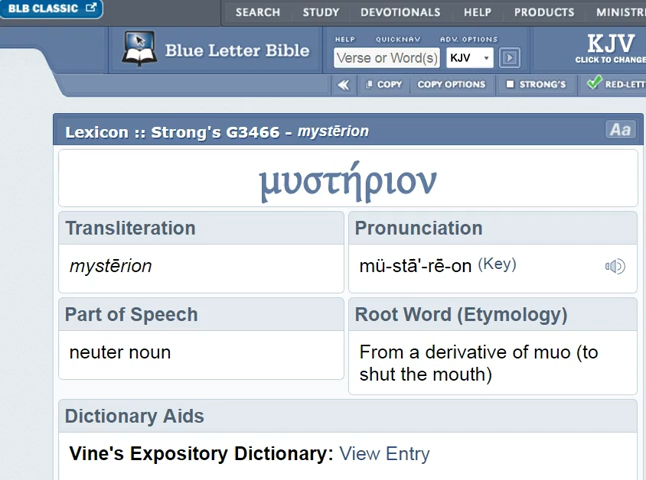 BLB CLASSIC
SEARCH STUDY DEVOTIONALS HELP PRODUCTS MINISTR
Blue Letter Bible
HELP QUICKNAV ADV. OPTIONS
Verse or Word(s) KJV
KJV
CLICK TO CHANGE
COPY COPY OPTIONS STRONG'S RED-LETT
Lexicon :: Strong's G3466 - mystērion
Aa
μυστήριον
Transliteration
mystērion
Pronunciation
mü-stā'-rē-on (Key)
Part of Speech
neuter noun
Root Word (Etymology)
From a derivative of muo (to
shut the mouth)
Dictionary Aids
Vine's Expository Dictionary: View Entry